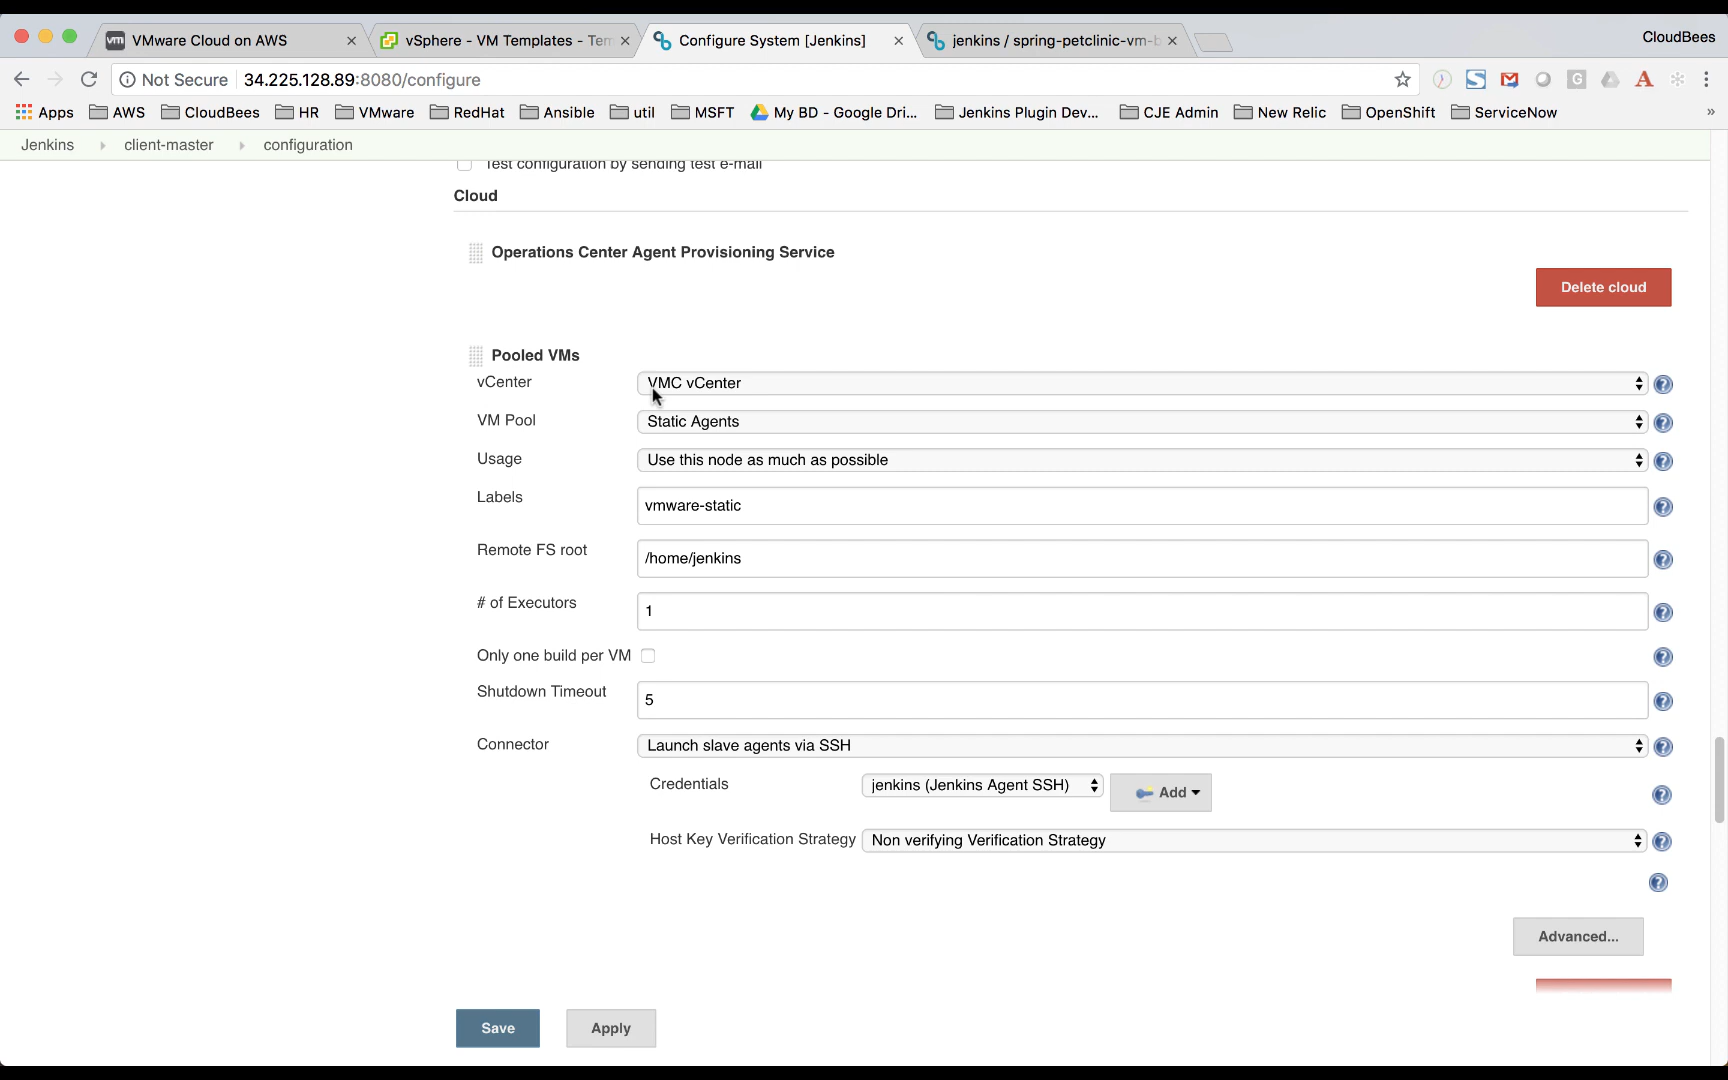 VMware Cloud on AWS
vSphere - VM Templates - Tem
Configure System [Jenkins]
jenkins / spring-petclinic-vm-b
CloudBees
Not Secure 34.225.128.89:8080/configure
Apps AWS CloudBees HR VMware RedHat Ansible util MSFT My BD - Google Dri... Jenkins Plugin Dev... CJE Admin New Relic OpenShift ServiceNow »
Jenkins client-master configuration
Test configuration by sending test e-mail
Cloud
Operations Center Agent Provisioning Service
Delete cloud
Pooled VMs
vCenter VMC vCenter
VM Pool Static Agents
Usage Use this node as much as possible
Labels vmware-static
Remote FS root /home/jenkins
# of Executors 1
Only one build per VM
Shutdown Timeout 5
Connector Launch slave agents via SSH
Credentials jenkins (Jenkins Agent SSH) Add
Host Key Verification Strategy Non verifying Verification Strategy
Advanced...
Save Apply